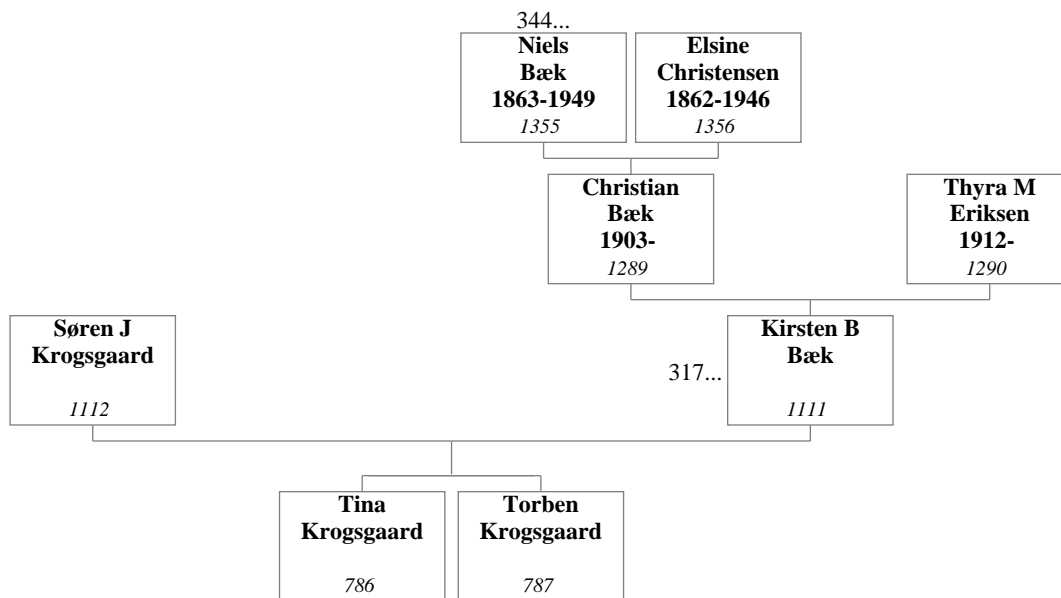 344...
Niels
Bæk
1863-1949
1355
Elsine
Christensen
1862-1946
1356
Christian
Bæk
1903-
1289
Thyra M
Eriksen
1912-
1290
Søren J
Krogsgaard
1112
317...
Kirsten B
Bæk
1111
Tina
Krogsgaard
786
Torben
Krogsgaard
787